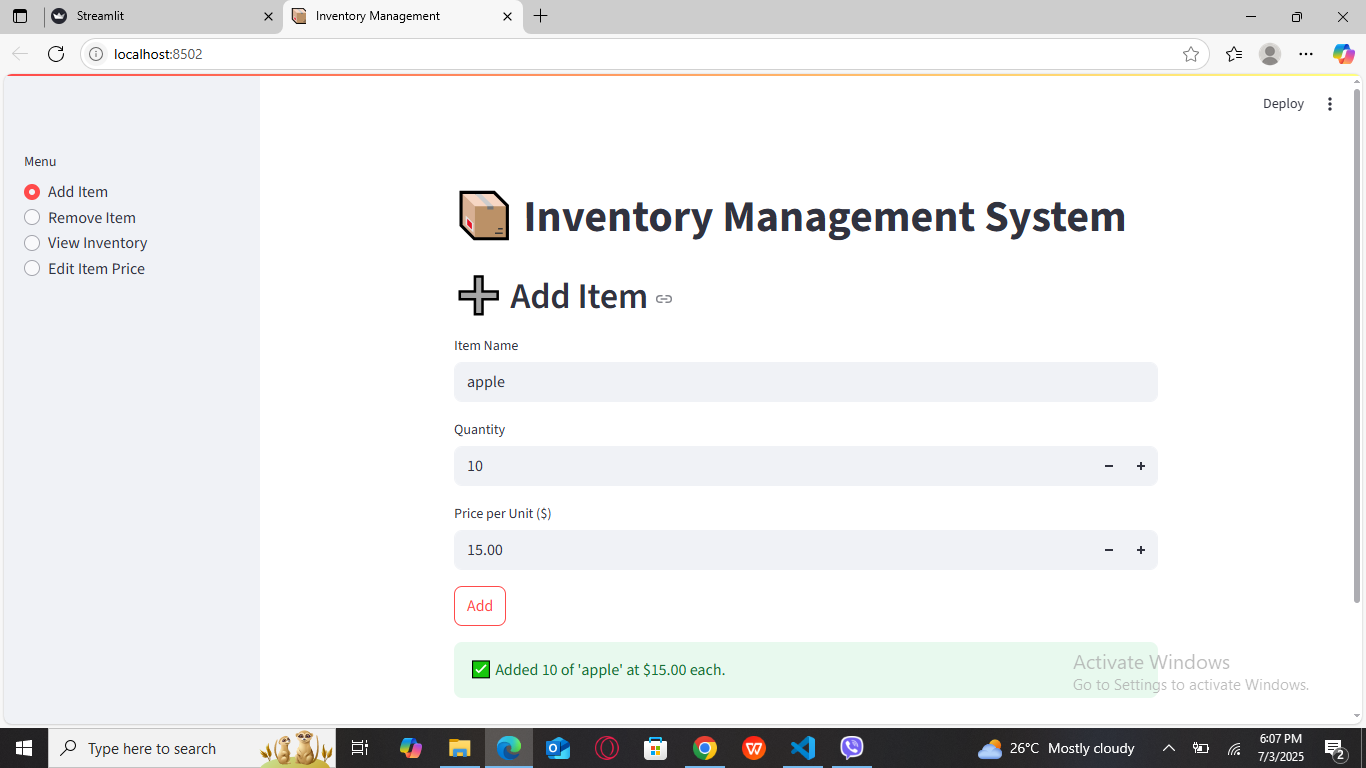 Streamlit
Inventory Management
localhost:8502
Deploy
Menu
Add Item
Remove Item
View Inventory
Edit Item Price
Inventory Management System
Add Item
Item Name
apple
Quantity
10
Price per Unit ($)
15.00
Add
Added 10 of 'apple' at $15.00 each.
Activate Windows
Go to Settings to activate Windows.
Type here to search
26°C Mostly cloudy
6:07 PM
7/3/2025
2